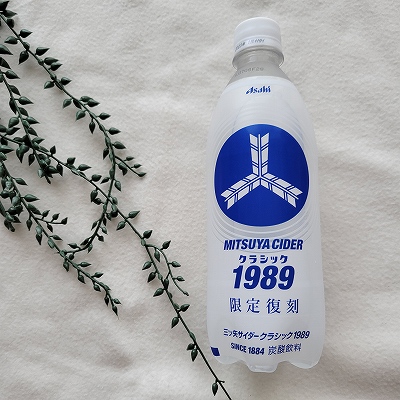 Asahi
MITSUYA CIDER
クラシック
1989
限定復刻
三ツ矢サイダークラシック1989
SINCE 1884 炭酸飲料